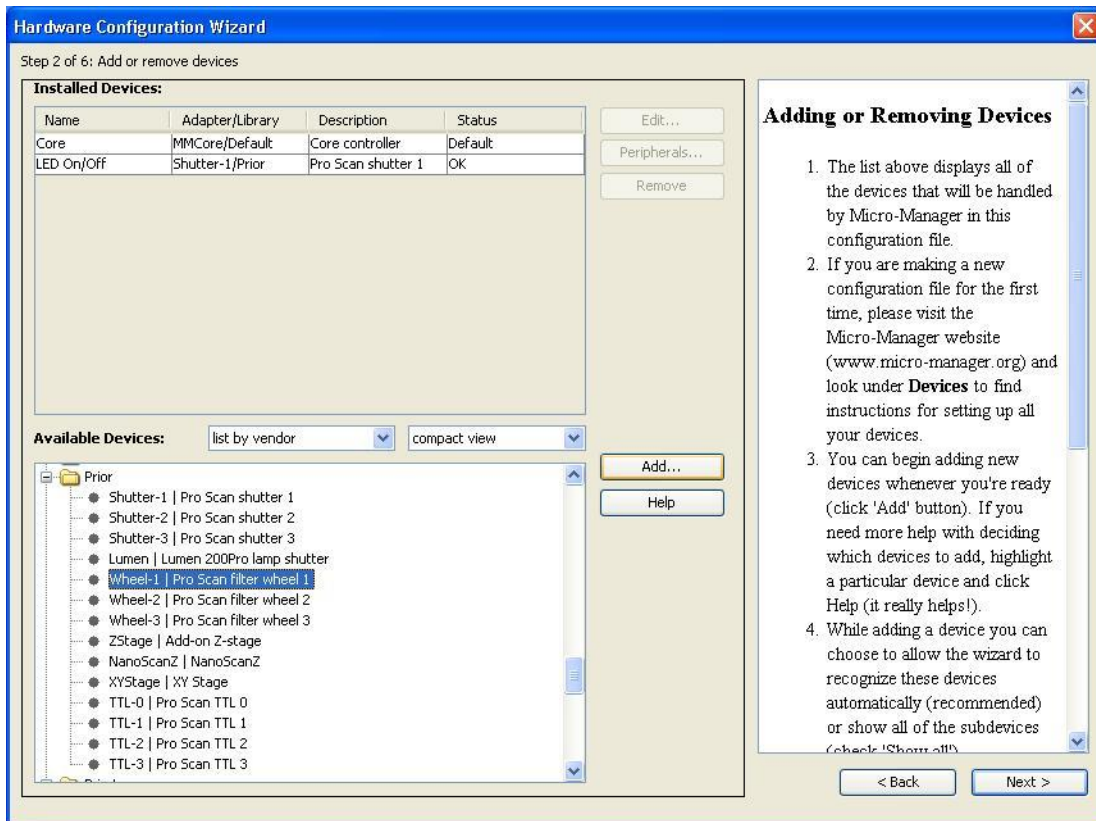 Hardware Configuration Wizard
Step 2 of 6: Add or remove devices
Installed Devices:
Name Adapter/Library Description Status
Core MMCore/Default Core controller Default
LED On/Off Shutter-1/Prior Pro Scan shutter 1 OK
Edit...
Peripherals...
Remove
Available Devices: list by vendor compact view
Prior
Shutter-1 | Pro Scan shutter 1
Shutter-2 | Pro Scan shutter 2
Shutter-3 | Pro Scan shutter 3
Lumen | Lumen 200Pro lamp shutter
Wheel-1 | Pro Scan filter wheel 1
Wheel-2 | Pro Scan filter wheel 2
Wheel-3 | Pro Scan filter wheel 3
ZStage | Add-on Z-stage
NanoScanZ | NanoScanZ
XYStage | XY Stage
TTL-0 | Pro Scan TTL 0
TTL-1 | Pro Scan TTL 1
TTL-2 | Pro Scan TTL 2
TTL-3 | Pro Scan TTL 3
Add...
Help
Adding or Removing Devices
1. The list above displays all of
the devices that will be handled
by Micro-Manager in this
configuration file.
2. If you are making a new
configuration file for the first
time, please visit the
Micro-Manager website
(www.micro-manager.org) and
look under Devices to find
instructions for setting up all
your devices.
3. You can begin adding new
devices whenever you're ready
(click 'Add' button). If you
need more help with deciding
which devices to add, highlight
a particular device and click
Help (it really helps!).
4. While adding a device you can
choose to allow the wizard to
recognize these devices
automatically (recommended)
or show all of the subdevices
(check 'Show all')
< Back
Next >